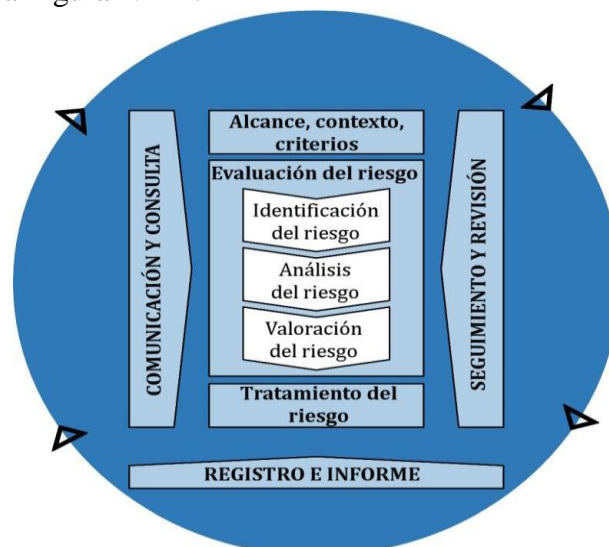 Alcance, contexto,
criterios
Evaluación del riesgo
Identificación
del riesgo
Análisis
del riesgo
Valoración
del riesgo
Tratamiento del
riesgo
COMUNICACIÓN Y CONSULTA
SEGUIMIENTO Y REVISIÓN
REGISTRO E INFORME